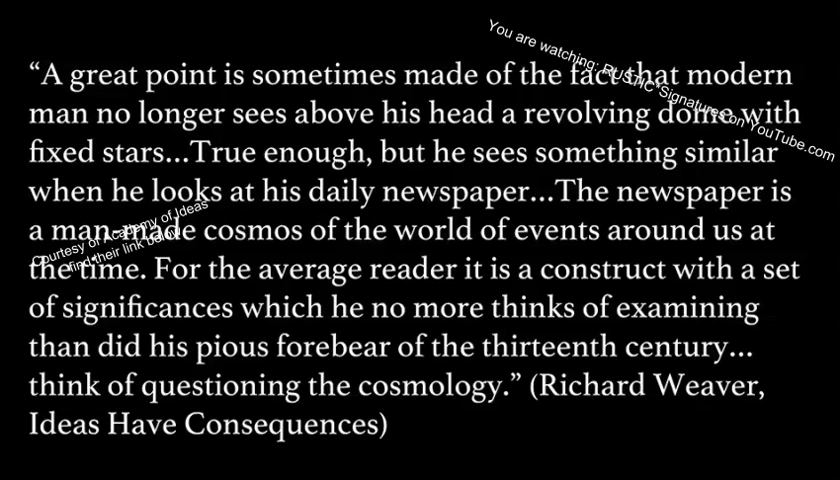 You are watching: RUSTIC*Signatures on YouTube.com
“A great point is sometimes made of the fact that modern
man no longer sees above his head a revolving dome with
fixed stars...True enough, but he sees something similar
when he looks at his daily newspaper...The newspaper is
a man-made cosmos of the world of events around us at
the time. For the average reader it is a construct with a set
of significances which he no more thinks of examining
than did his pious forebear of the thirteenth century...
think of questioning the cosmology.” (Richard Weaver,
Ideas Have Consequences)
Courtesy of Academy of Ideas
find their link below